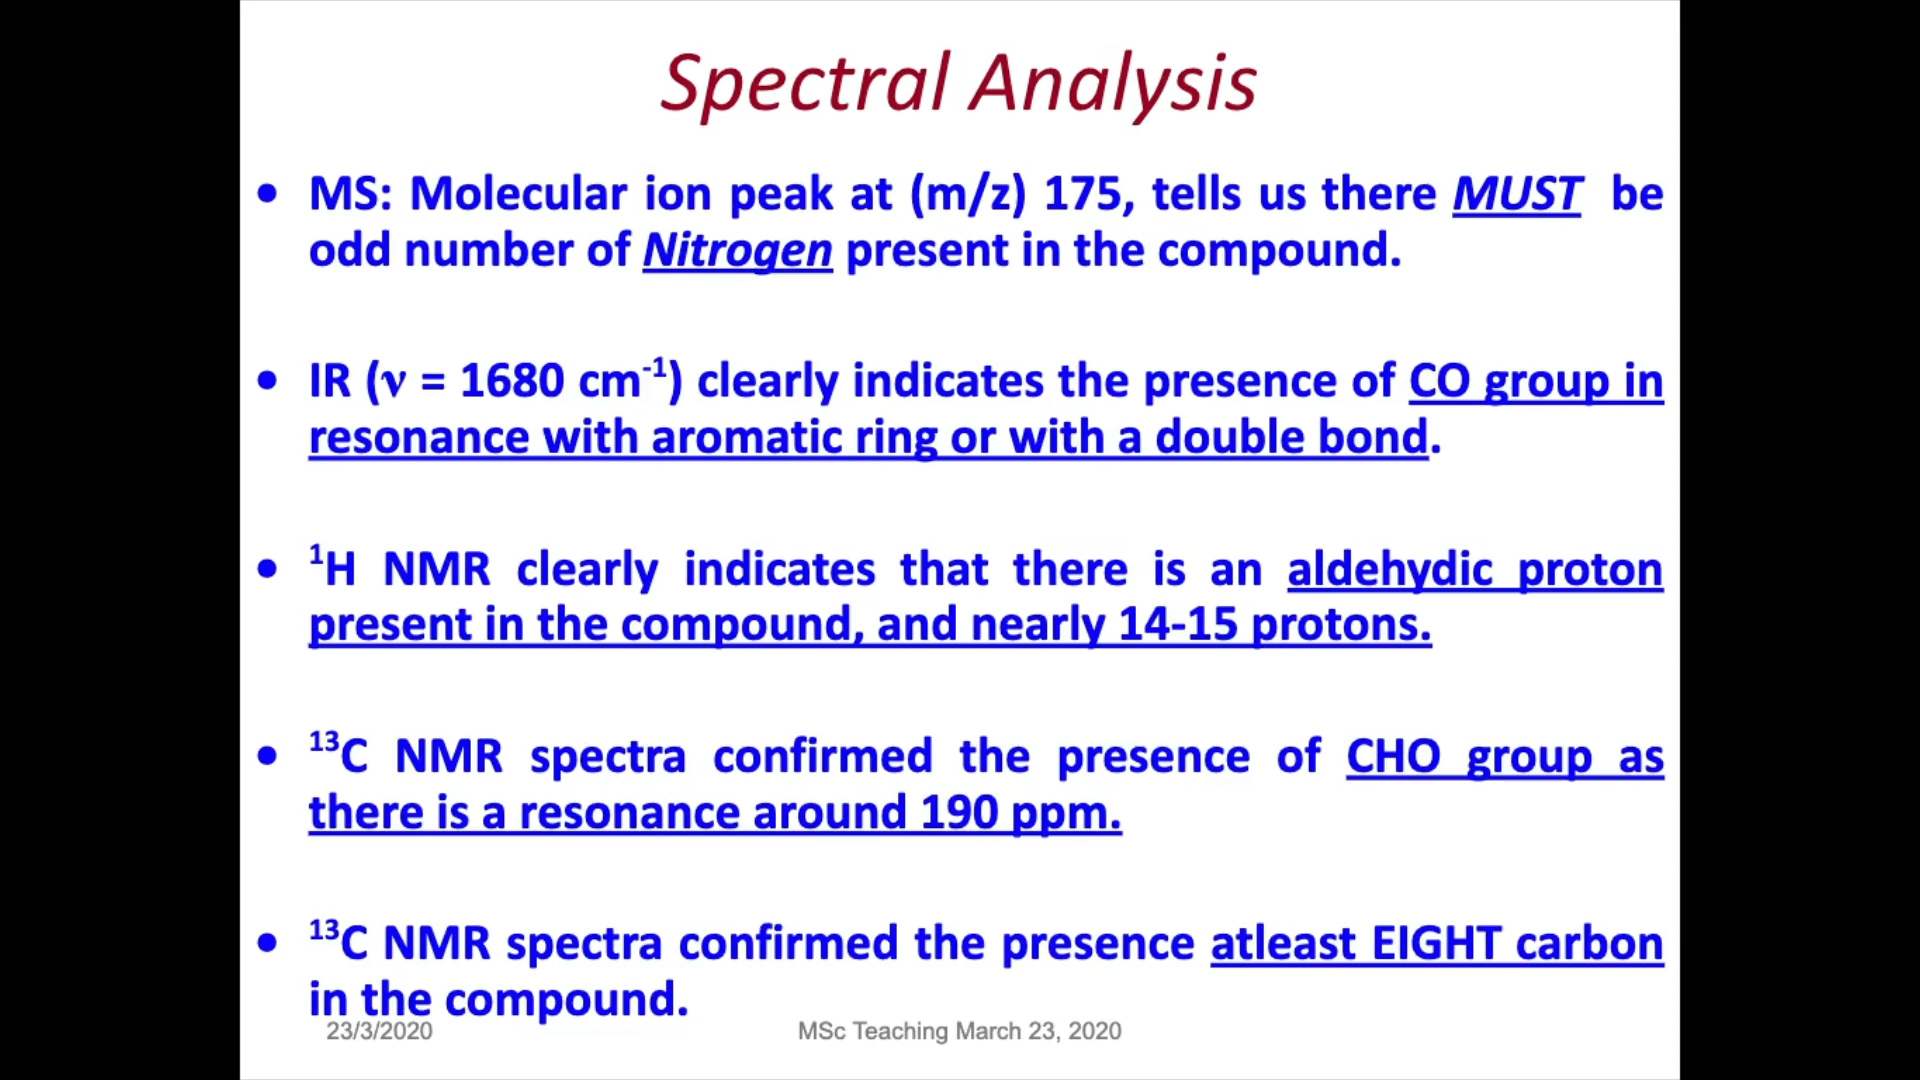 Spectral Analysis
• MS: Molecular ion peak at (m/z) 175, tells us there MUST be
odd number of Nitrogen present in the compound.
• IR (ν = 1680 cm⁻¹) clearly indicates the presence of CO group in
resonance with aromatic ring or with a double bond.
• ¹H NMR clearly indicates that there is an aldehydic proton
present in the compound, and nearly 14-15 protons.
• ¹³C NMR spectra confirmed the presence of CHO group as
there is a resonance around 190 ppm.
• ¹³C NMR spectra confirmed the presence atleast EIGHT carbon
in the compound.
23/3/2020 MSc Teaching March 23, 2020